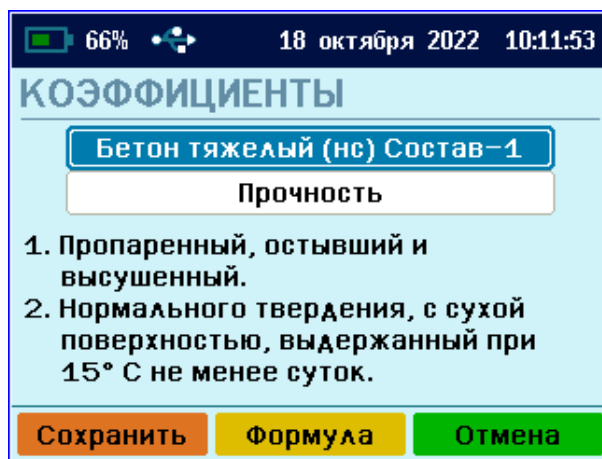 66% 18 октября 2022 10:11:53
КОЭФФИЦИЕНТЫ
Бетон тяжелый (нс) Состав-1
Прочность
1. Пропаренный, остывший и
высушенный.
2. Нормального твердения, с сухой
поверхностью, выдержанный при
15° С не менее суток.
Сохранить Формула Отмена